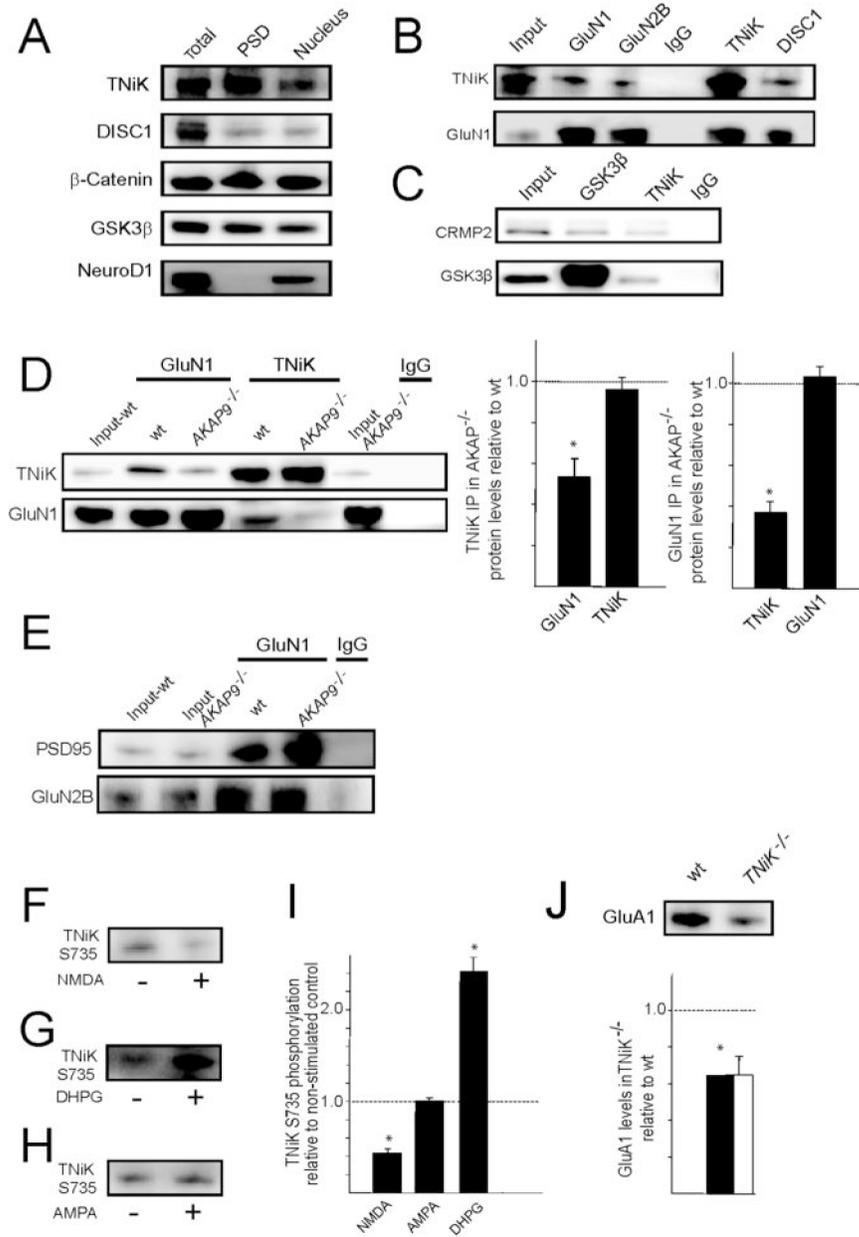 A
Total PSD Nucleus
TNiK
DISC1
β-Catenin
GSK3β
NeuroD1
B
Input GluN1 GluN2B IgG TNiK DISC1
TNiK
GluN1
C
Input GSK3β TNiK IgG
CRMP2
GSK3β
D
GluN1 TNiK IgG
Input-wt wt AKAP9-/- wt AKAP9-/- Input AKAP9-/-
TNiK
GluN1
TNiK IP in AKAP-/-
protein levels relative to wt
1.0
GluN1 TNiK
GluN1 IP in AKAP-/-
protein levels relative to wt
1.0
*
*
TNiK GluN1
E
GluN1 IgG
Input-wt Input AKAP9-/- wt AKAP9-/-
PSD95
GluN2B
F
TNiK
S735
NMDA - +
G
TNiK
S735
DHPG - +
H
TNiK
S735
AMPA - +
I
TNiK S735 phosphorylation
relative to non-stimulated control
2.0
1.0
*
*
NMDA AMPA DHPG
J
wt TNiK-/-
GluA1
GluA1 levels inTNiK-/-
relative to wt
1.0
*